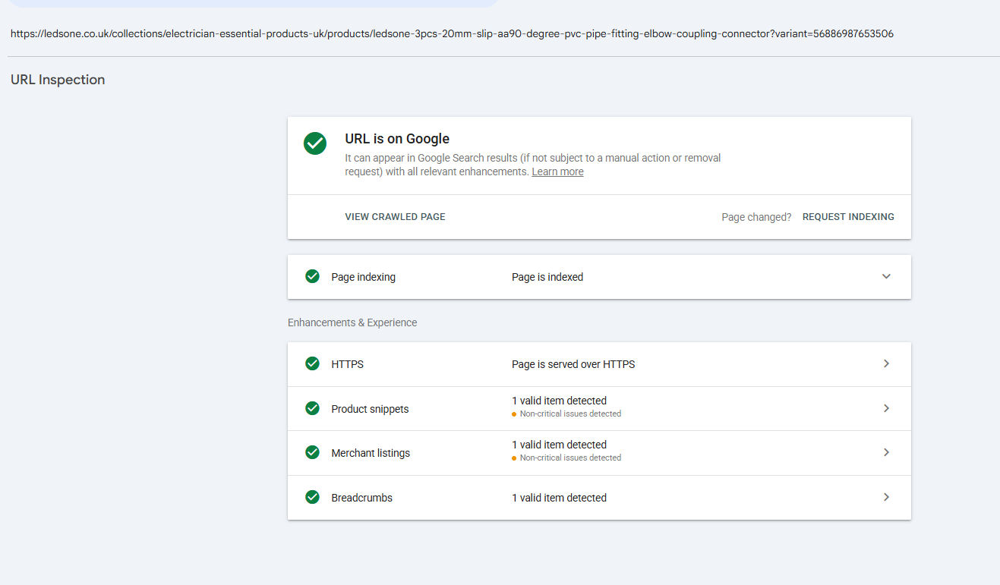 https://ledsone.co.uk/collections/electrician-essential-products-uk/products/ledsone-3pcs-20mm-slip-aa90-degree-pvc-pipe-fitting-elbow-coupling-connector?variant=56886987653506
URL Inspection
URL is on Google
It can appear in Google Search results (if not subject to a manual action or removal
request) with all relevant enhancements. Learn more
VIEW CRAWLED PAGE
Page changed? REQUEST INDEXING
Page indexing
Page is indexed
Enhancements & Experience
HTTPS
Page is served over HTTPS
Product snippets
1 valid item detected
Non-critical issues detected
Merchant listings
1 valid item detected
Non-critical issues detected
Breadcrumbs
1 valid item detected